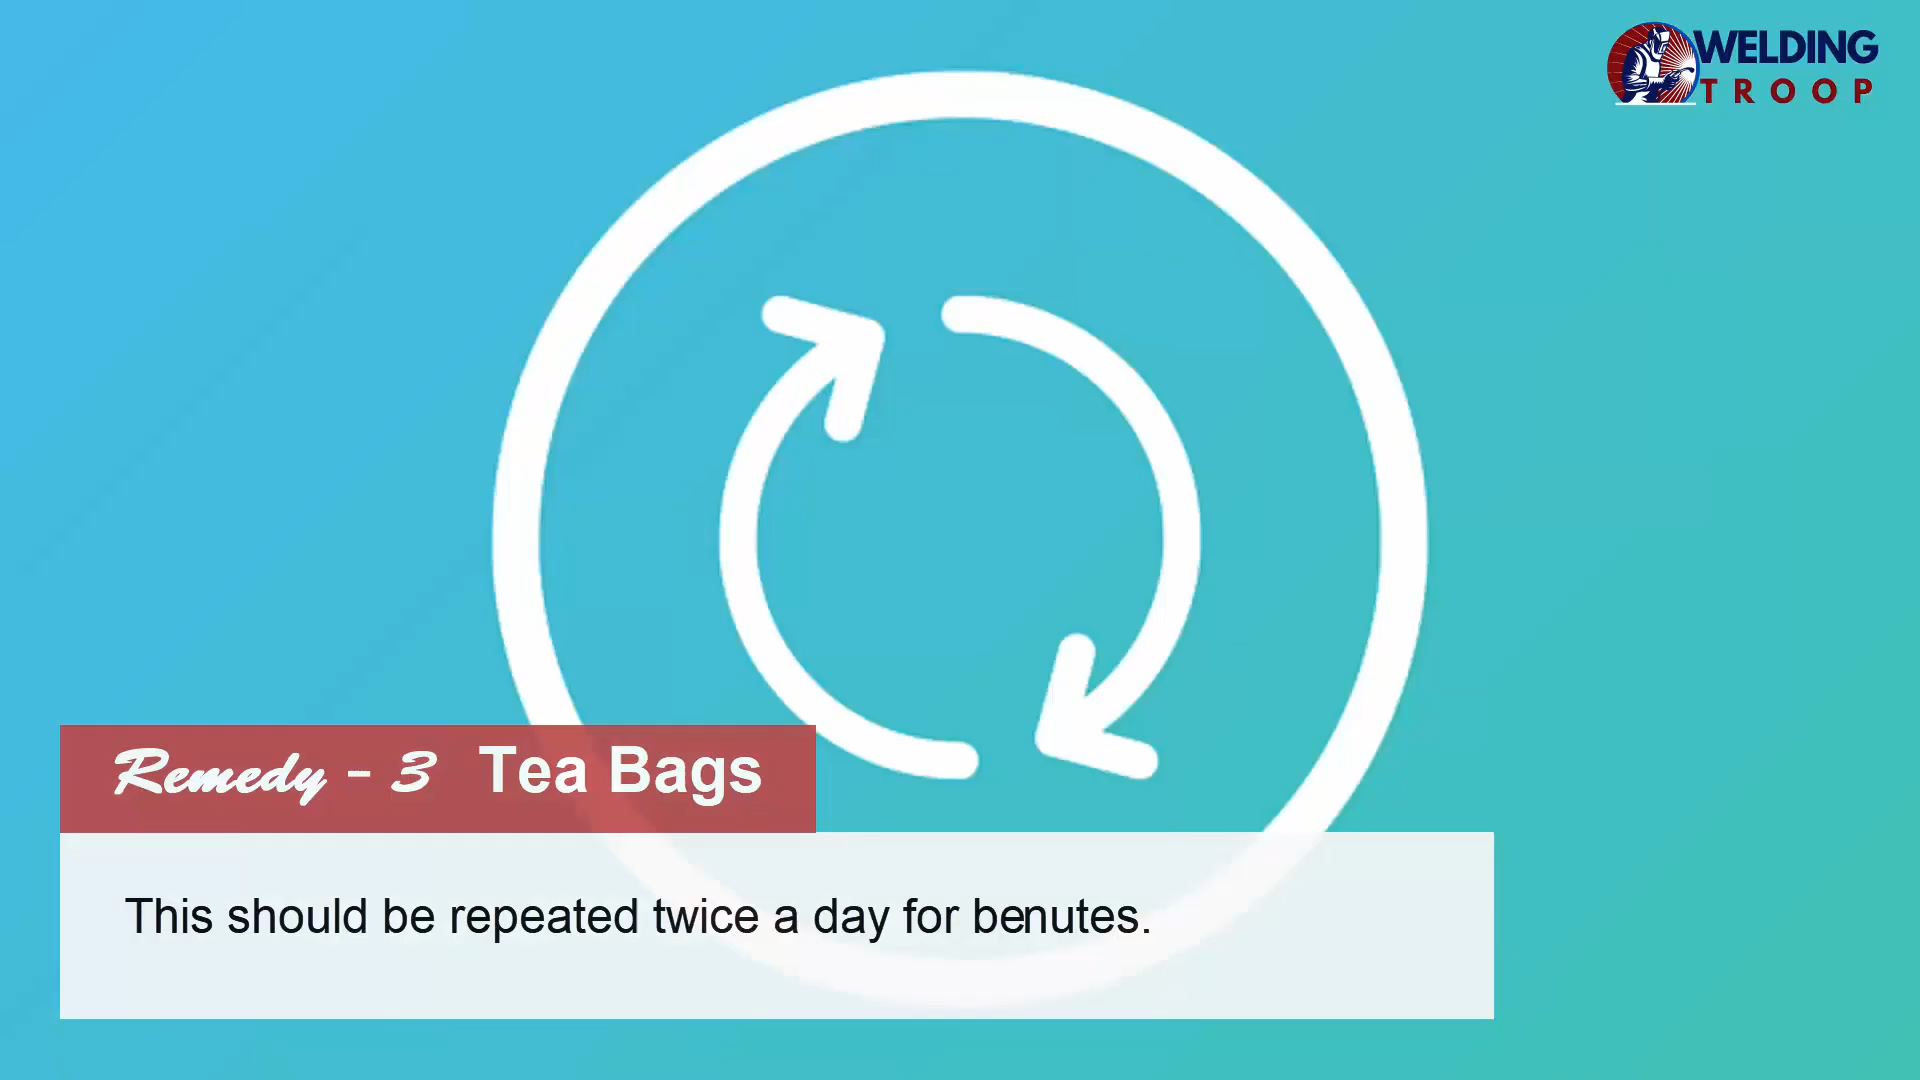 WELDING
TROOP
Remedy - 3 Tea Bags
This should be repeated twice a day for benutes.